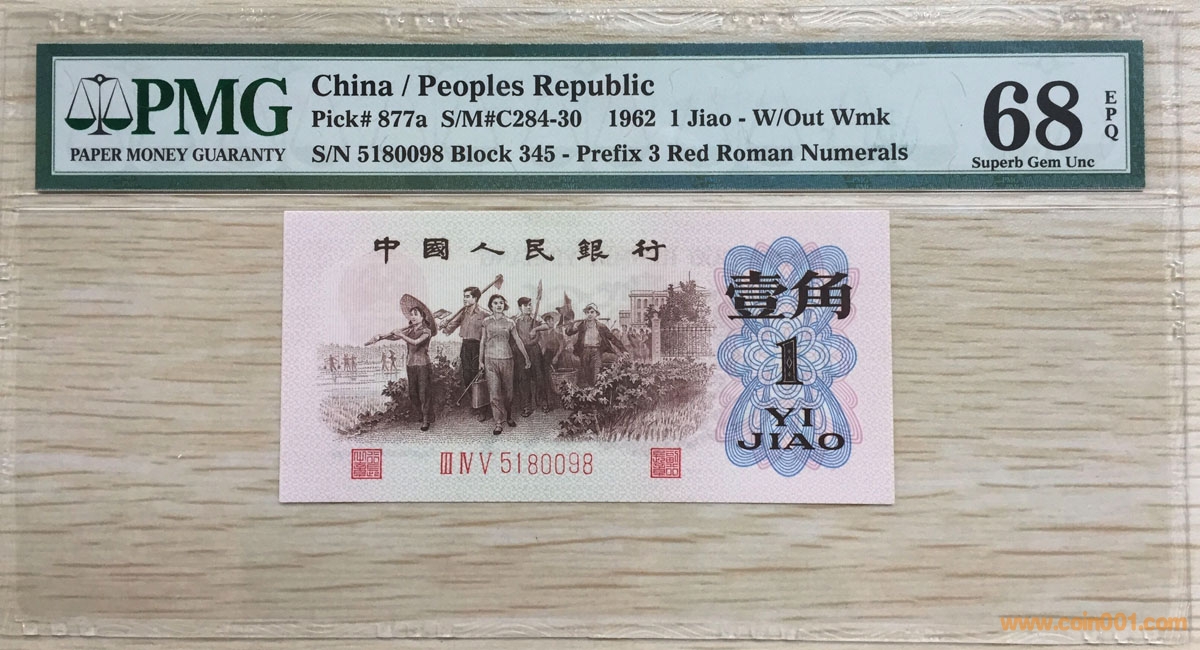 PMG
PAPER MONEY GUARANTY
China / Peoples Republic
Pick# 877a S/M#C284-30 1962 1 Jiao - W/Out Wmk
S/N 5180098 Block 345 - Prefix 3 Red Roman Numerals
68
EPQ
Superb Gem Unc
中國人民銀行
壹角
1
YI
JIAO
III IV V 5180098
www.coin001.com